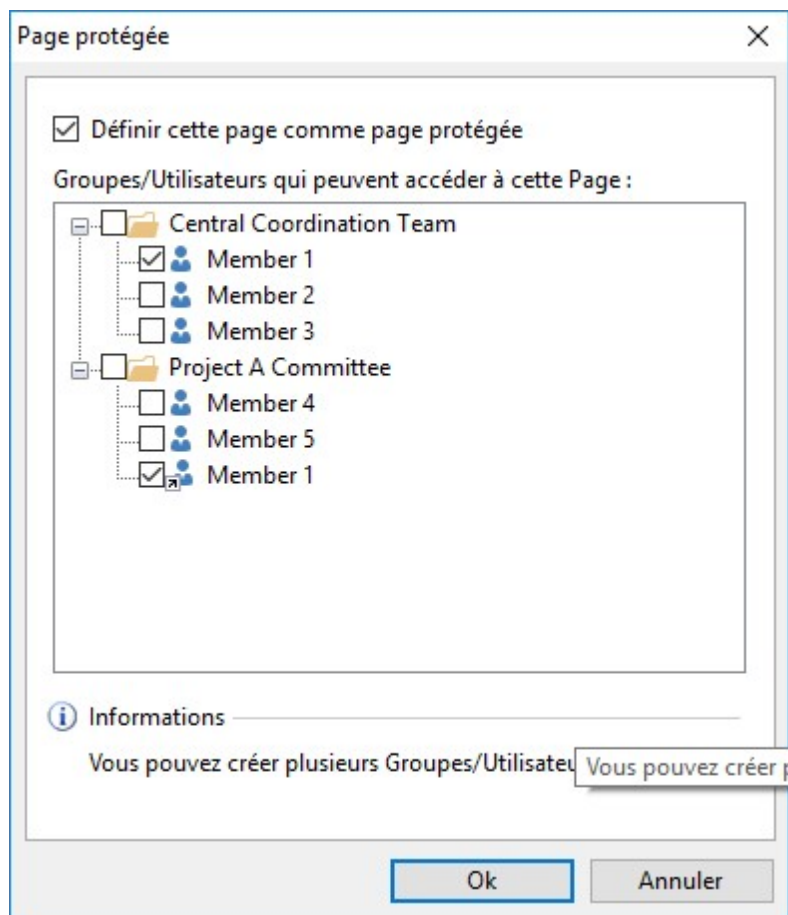 Page protégée
Définir cette page comme page protégée
Groupes/Utilisateurs qui peuvent accéder à cette Page :
Central Coordination Team
Member 1
Member 2
Member 3
Project A Committee
Member 4
Member 5
Member 1
Informations
Vous pouvez créer plusieurs Groupes/Utilisateu
Vous pouvez créer
Ok
Annuler